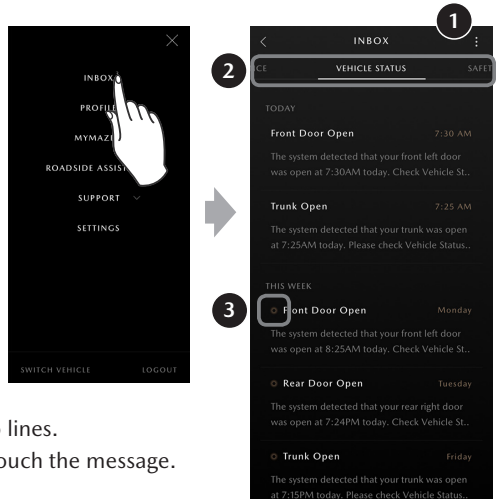 INBOX
PROFILE
MYMAZ
ROADSIDE ASSIST
SUPPORT
SETTINGS
SWITCH VEHICLE LOGOUT
1
INBOX
2
CE VEHICLE STATUS SAFET
TODAY
Front Door Open 7:30 AM
The system detected that your front left door
was open at 7:30AM today. Check Vehicle St..
Trunk Open 7:25 AM
The system detected that your trunk was open
at 7:25AM today. Please check Vehicle Status..
THIS WEEK
3
Front Door Open Monday
The system detected that your front left door
was open at 8:25AM today. Check Vehicle St..
Rear Door Open Tuesday
The system detected that your rear right door
was open at 7:24PM today. Check Vehicle St..
Trunk Open Friday
The system detected that your trunk was open
at 7:15PM today. Please check Vehicle Status..
lines.
ouch the message.